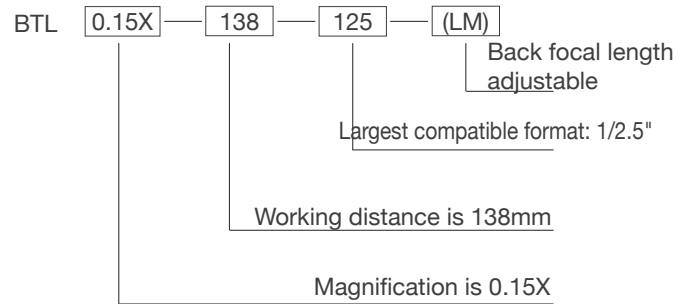 BTL 0.15X 138 125 (LM)
Back focal length
adjustable
Largest compatible format: 1/2.5"
Working distance is 138mm
Magnification is 0.15X